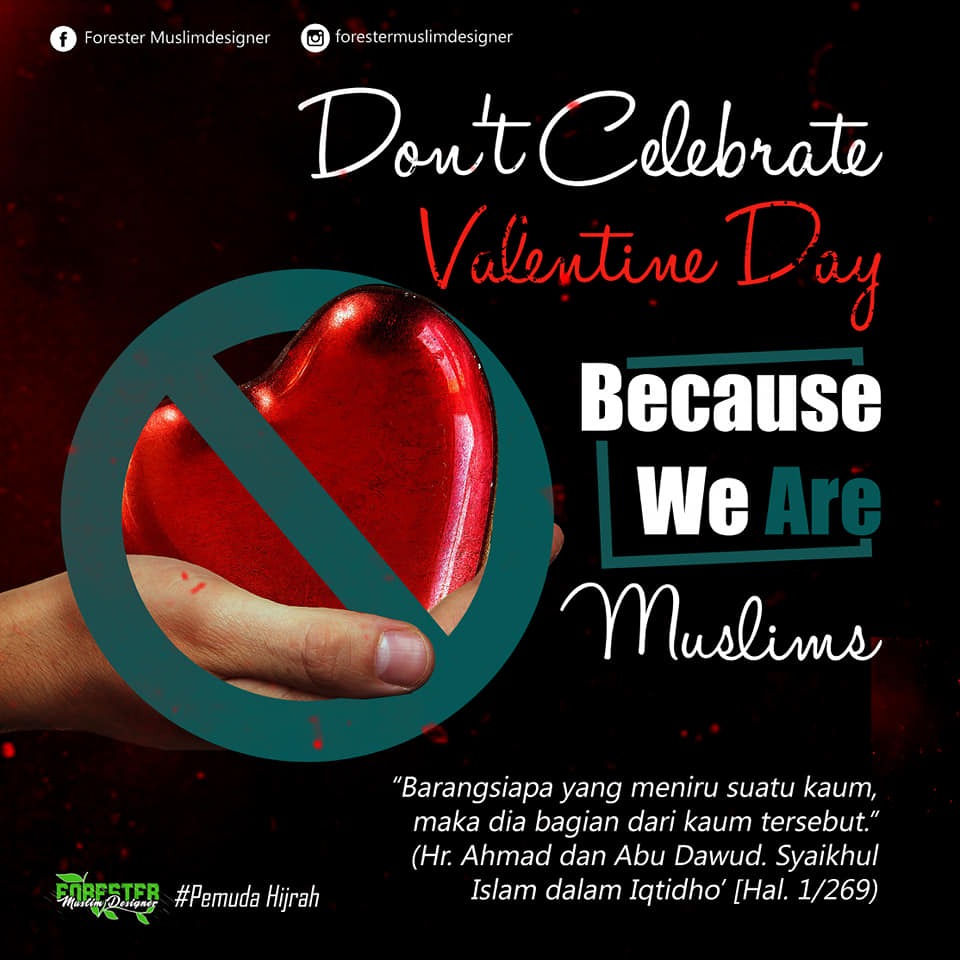 Forester Muslimdesigner
forestermuslimdesigner
Don't Celebrate
Valentine Day
Because
We Are
Muslims
“Barangsiapa yang meniru suatu kaum,
maka dia bagian dari kaum tersebut.”
(Hr. Ahmad dan Abu Dawud. Syaikhul
Islam dalam Iqtidho’ [Hal. 1/269)
FORESTER
Muslim Designer
#Pemuda Hijrah